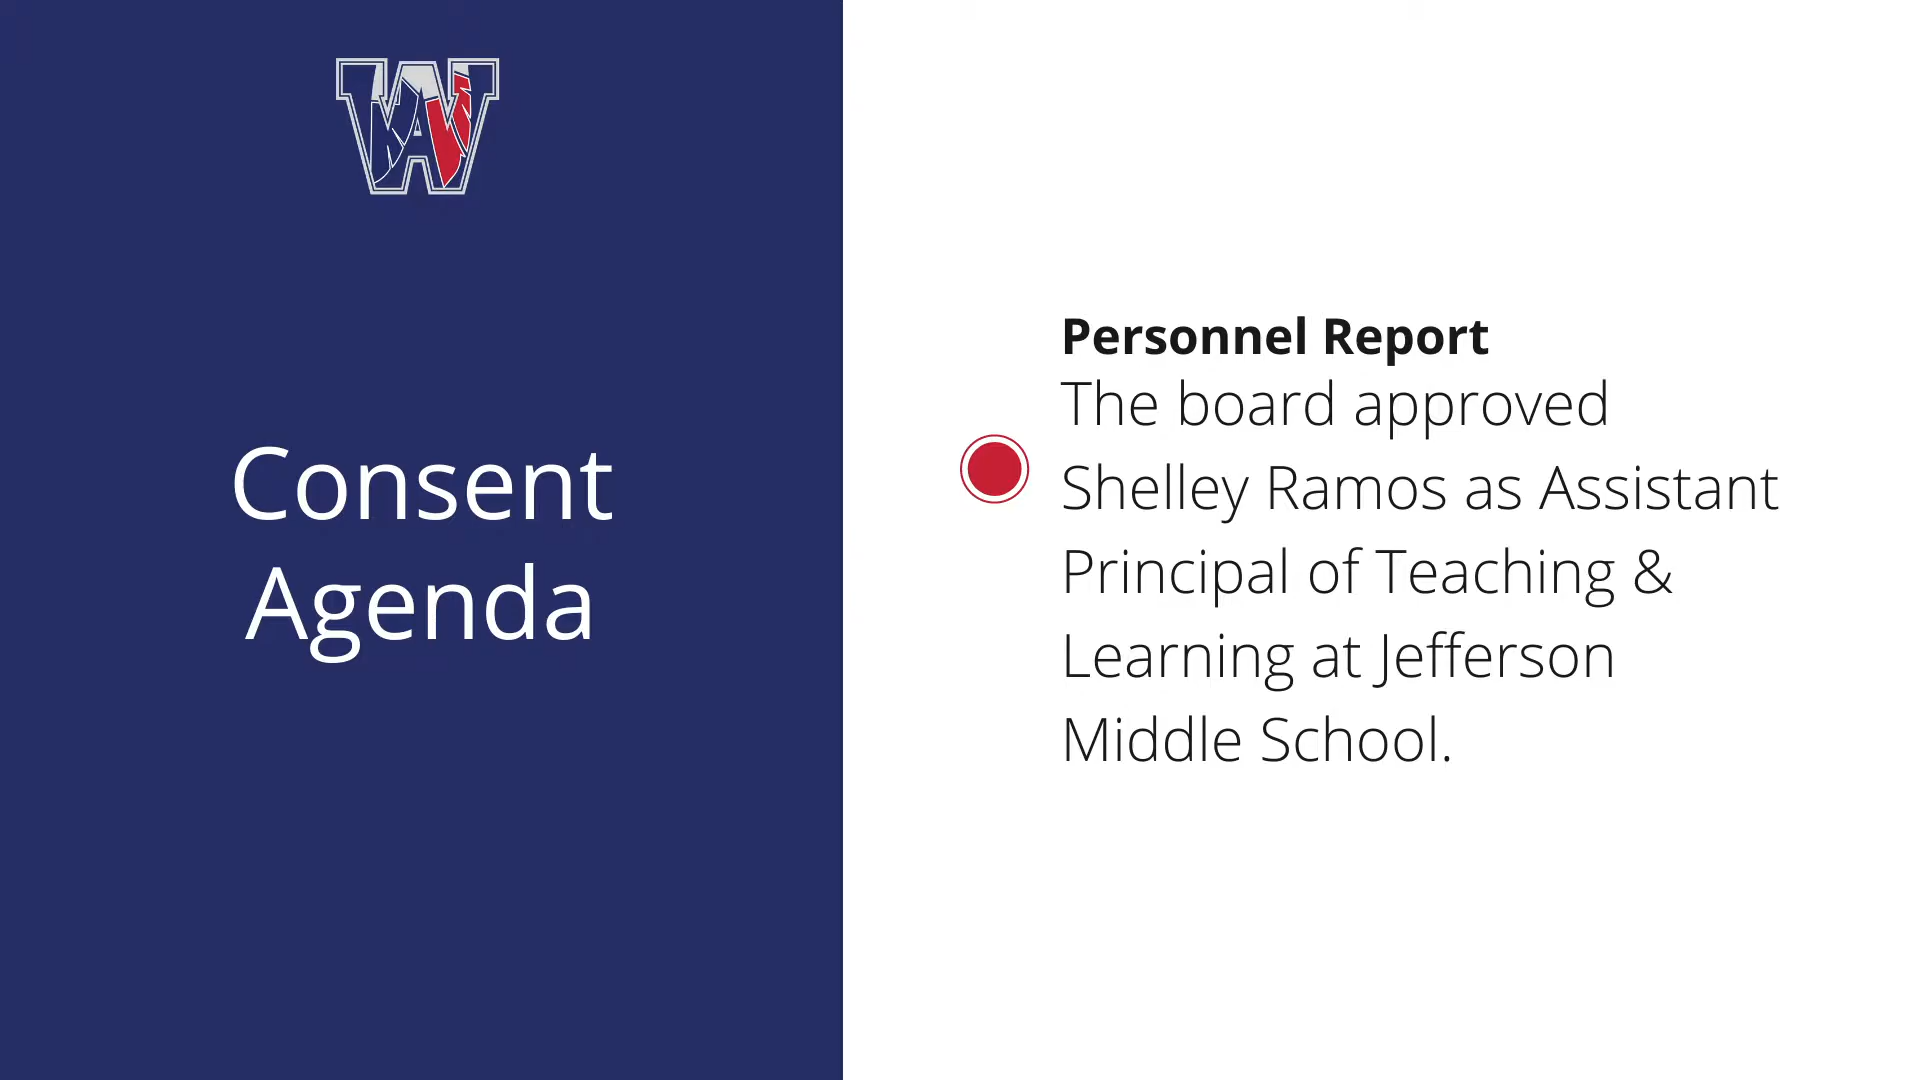 Consent
Agenda
Personnel Report
The board approved
Shelley Ramos as Assistant
Principal of Teaching &
Learning at Jefferson
Middle School.